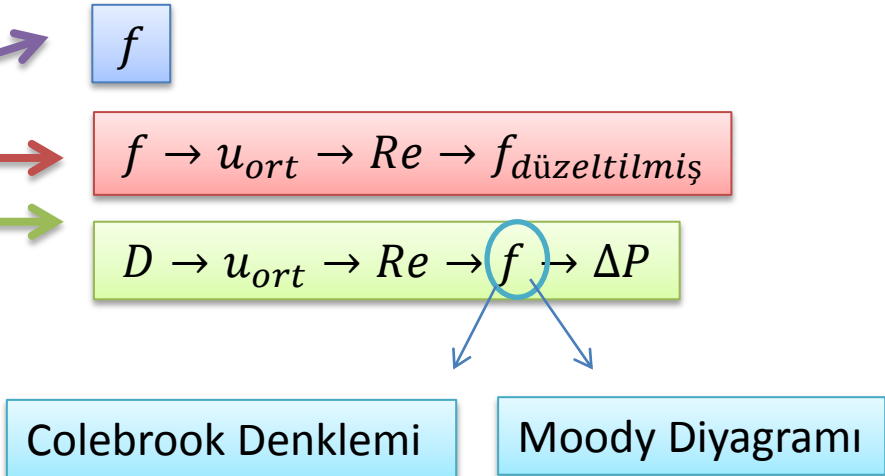 f
f → u_ort → Re → f_düzeltilmiş
D → u_ort → Re → f → ΔP
Colebrook Denklemi
Moody Diyagramı